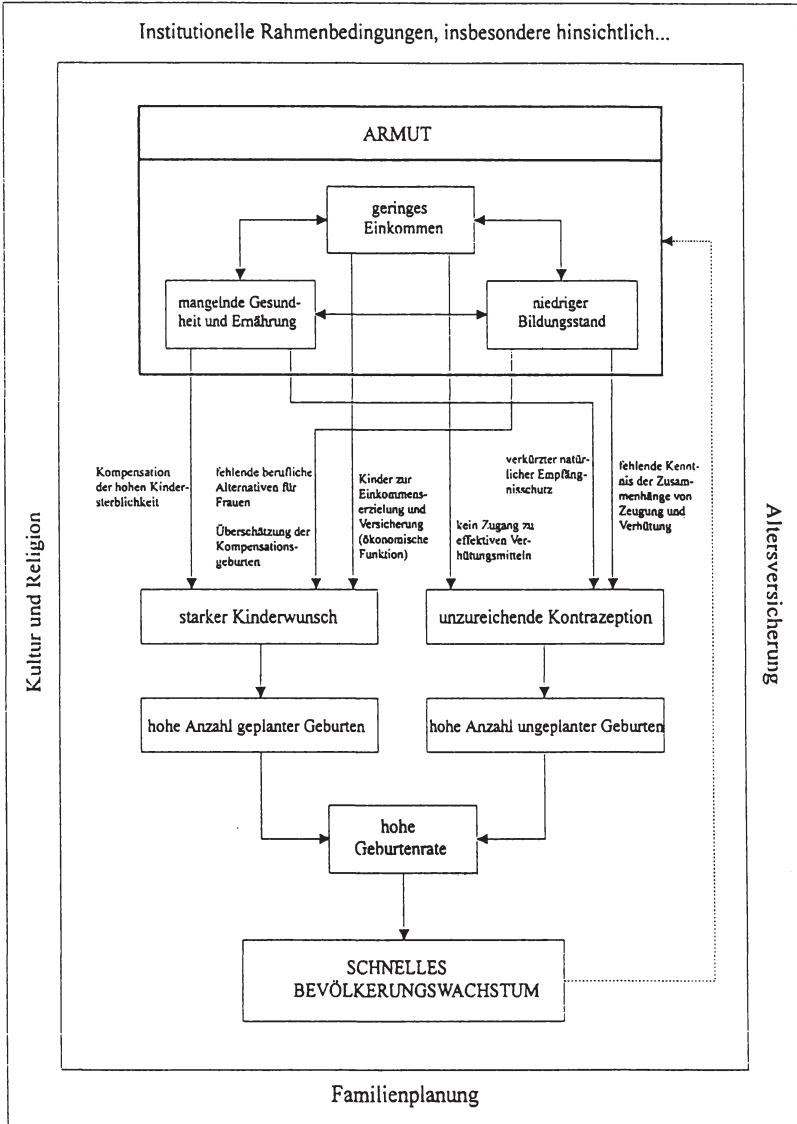 Institutionelle Rahmenbedingungen, insbesondere hinsichtlich...
ARMUT
geringes
Einkommen
mangelnde Gesund-
heit und Ernährung
niedriger
Bildungsstand
Kompensation
der hohen Kinder-
sterblichkeit
fehlende berufliche
Alternativen für
Frauen
Überschätzung der
Kompensations-
geburten
Kinder zur
Einkommens-
erzielung und
Versicherung
(ökonomische
Funktion)
kein Zugang zu
effektiven Ver-
hütungsmitteln
verkürzter natür-
licher Empfäng-
nisschutz
fehlende Kennt-
nis der Zusam-
menhänge von
Zeugung und
Verhütung
starker Kinderwunsch
unzureichende Kontrazeption
hohe Anzahl geplanter Geburten
hohe Anzahl ungeplanter Geburten
hohe
Geburtenrate
SCHNELLES
BEVÖLKERUNGSWACHSTUM
Kultur und Religion
Altersversicherung
Familienplanung